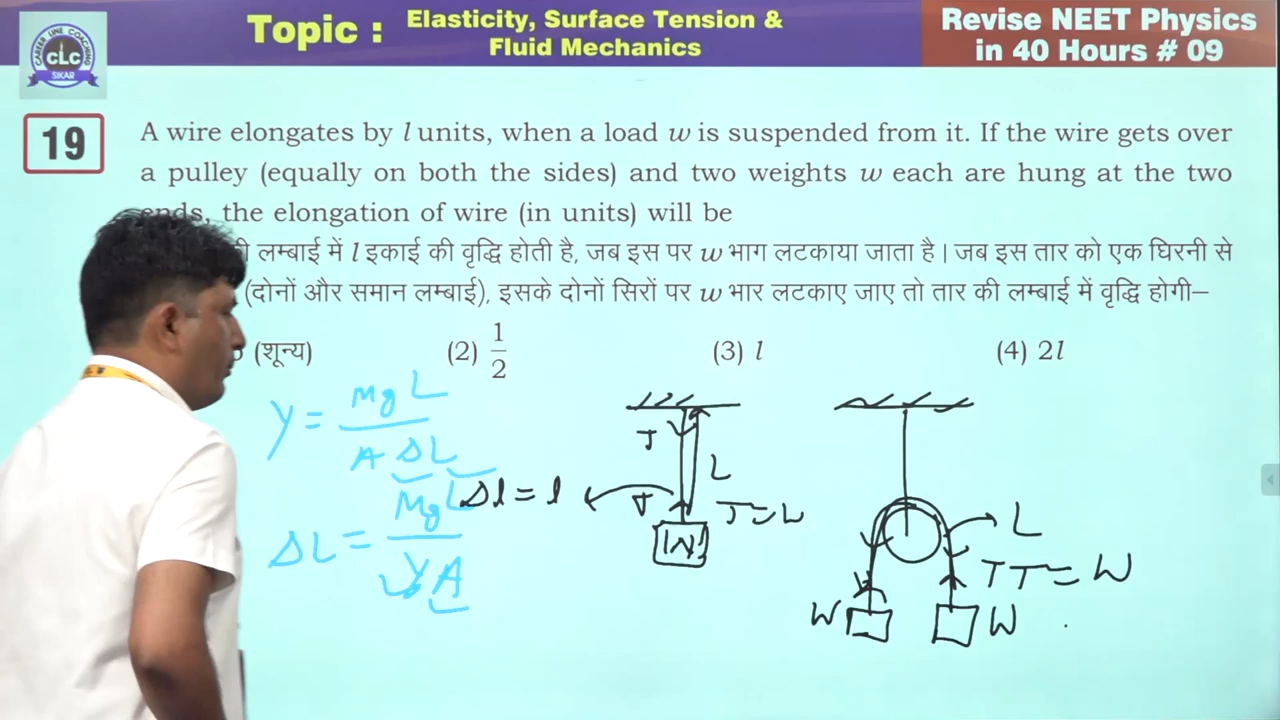 Topic :
Elasticity, Surface Tension &
Fluid Mechanics
Revise NEET Physics
in 40 Hours # 09
CAREER LINE COACHING
CLC
SIKAR
19
A wire elongates by l units, when a load w is suspended from it. If the wire gets over
a pulley (equally on both the sides) and two weights w each are hung at the two
ends, the elongation of wire (in units) will be
की लम्बाई में l इकाई की वृद्धि होती है, जब इस पर w भाग लटकाया जाता है। जब इस तार को एक घिरनी से
(दोनों और समान लम्बाई), इसके दोनों सिरों पर w भार लटकाए जाए तो तार की लम्बाई में वृद्धि होगी–
(शून्य)
(2) 1/2
(3) l
(4) 2l
Y = MgL / A ΔL
ΔL = MgL / YA
Δl = l
T
T
L
T = W
W
L
T T = W
W
W